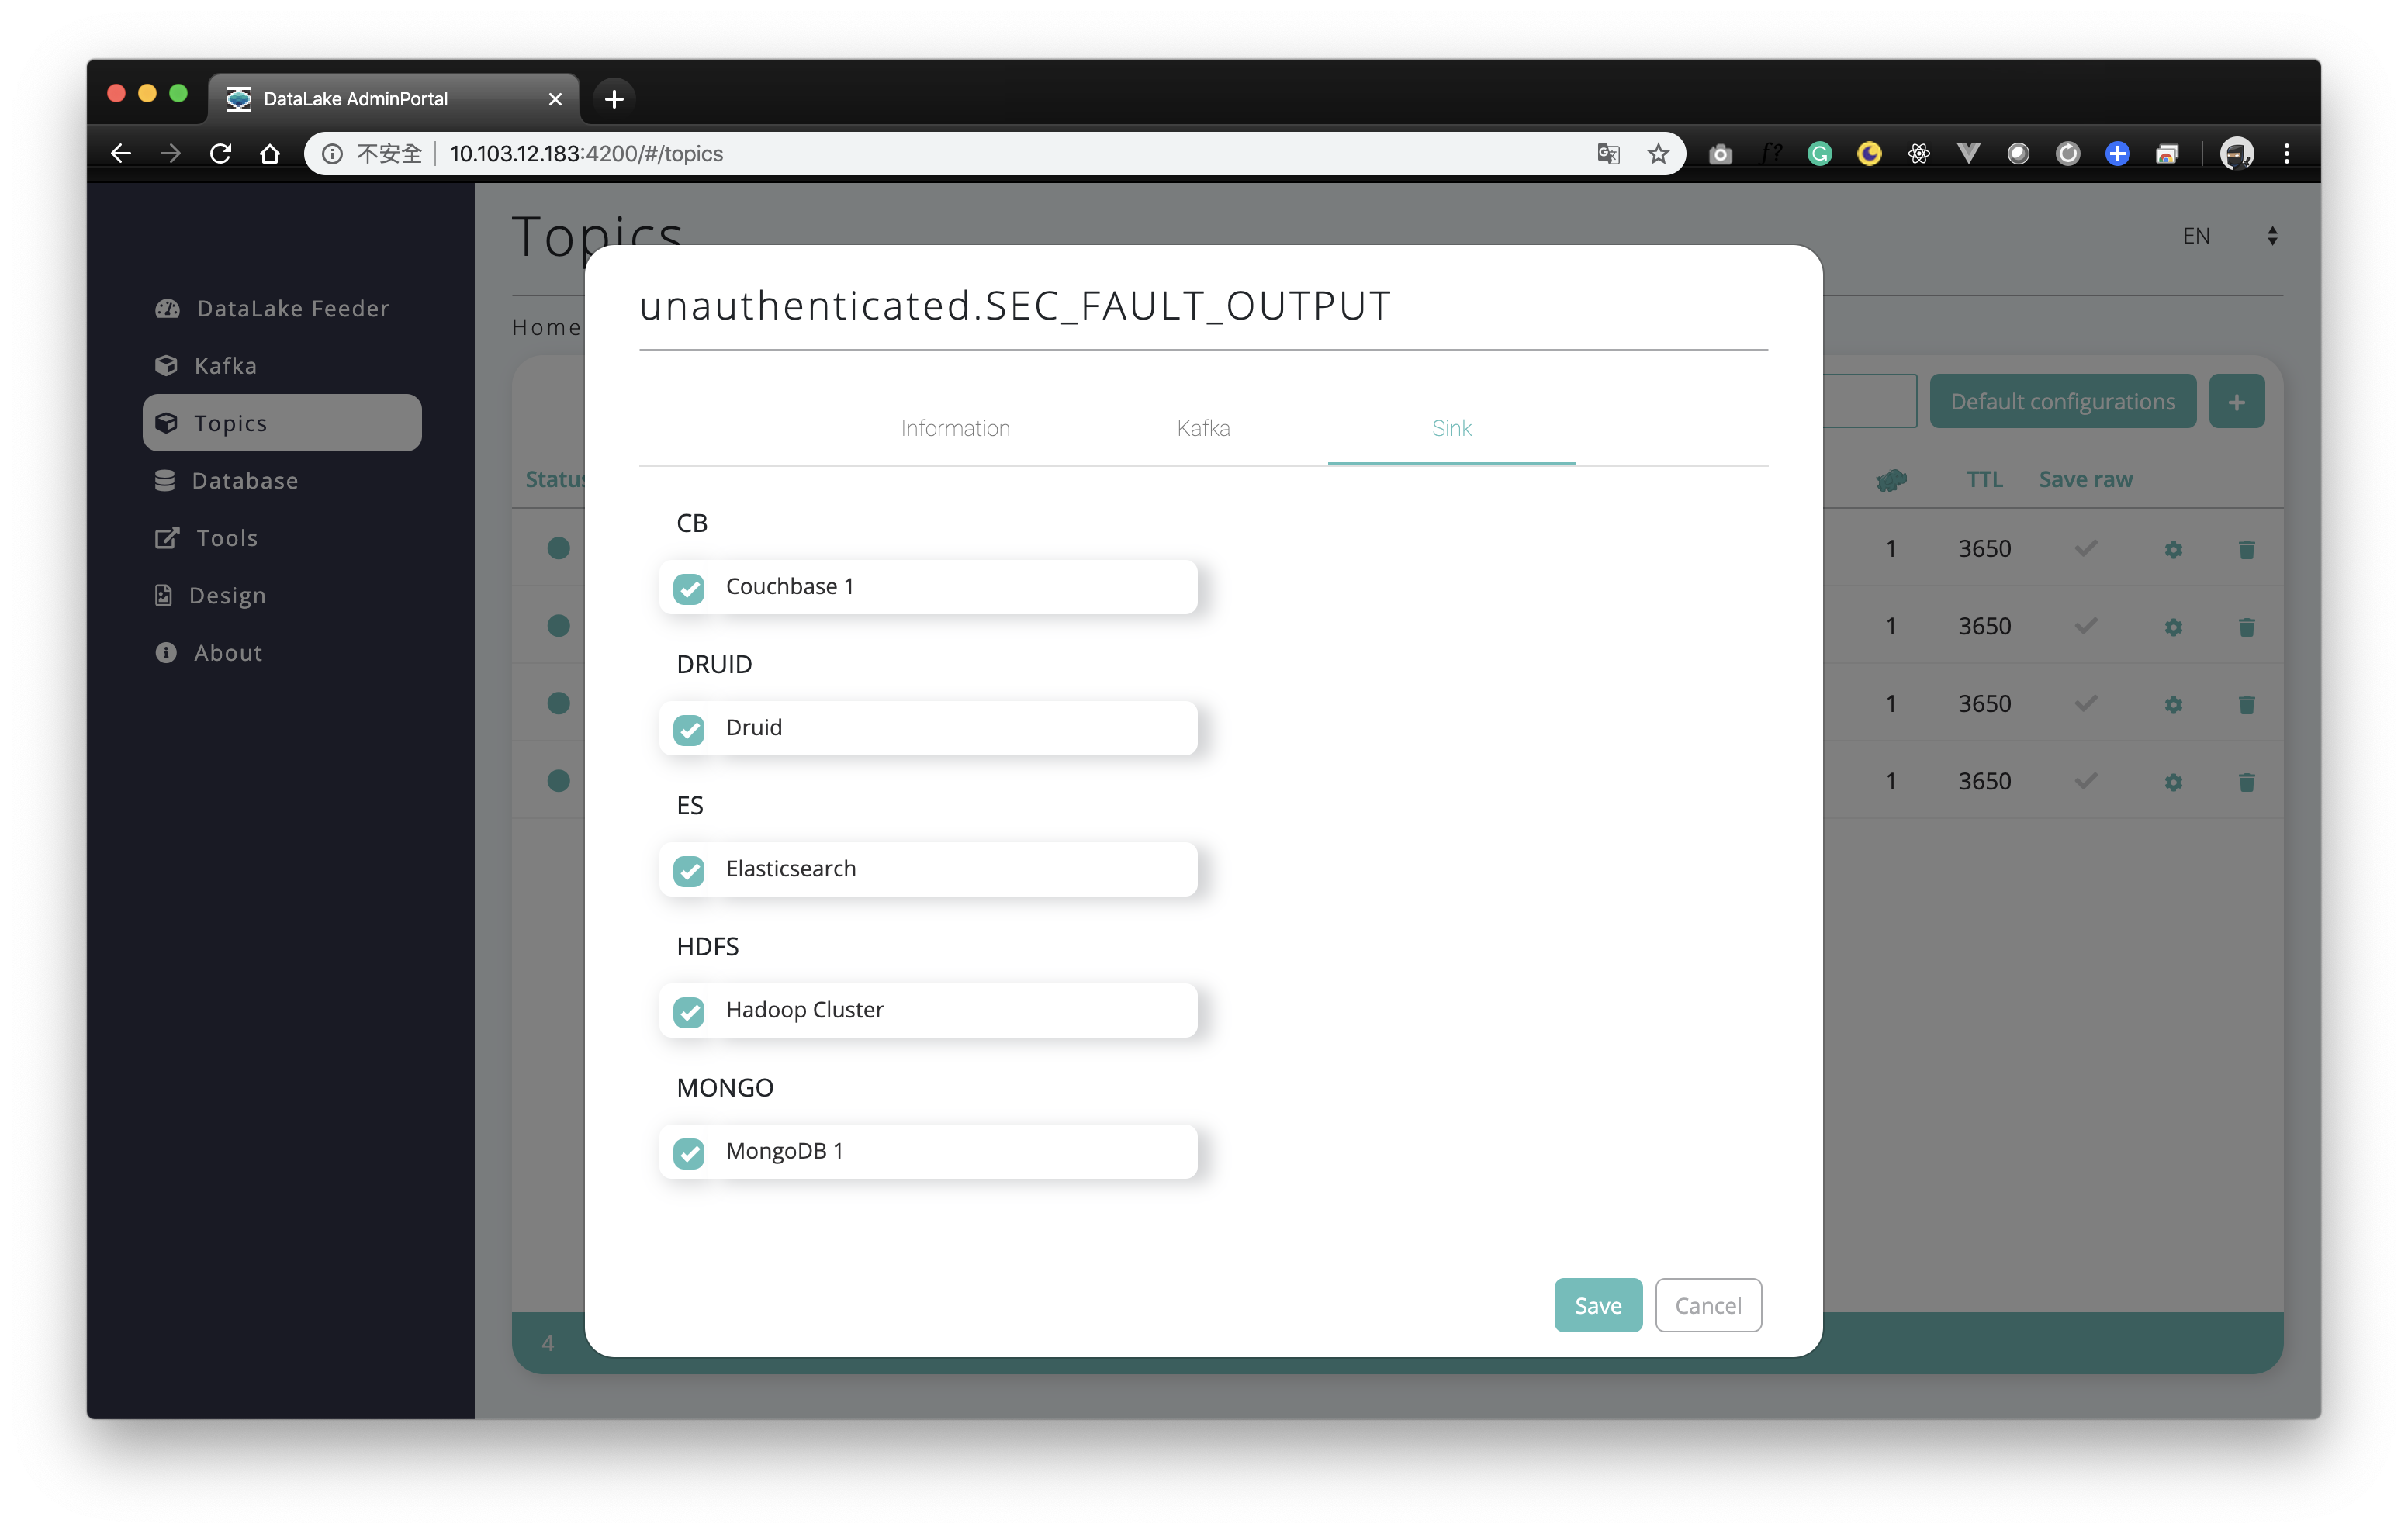 DataLake AdminPortal
不安全 10.103.12.183:4200/#/topics
Topics
EN
DataLake Feeder
Kafka
Topics
Database
Tools
Design
About
Home
Default configurations
+
Status
TTL
Save raw
1 3650
1 3650
1 3650
1 3650
4
unauthenticated.SEC_FAULT_OUTPUT
Information
Kafka
Sink
CB
Couchbase 1
DRUID
Druid
ES
Elasticsearch
HDFS
Hadoop Cluster
MONGO
MongoDB 1
Save
Cancel